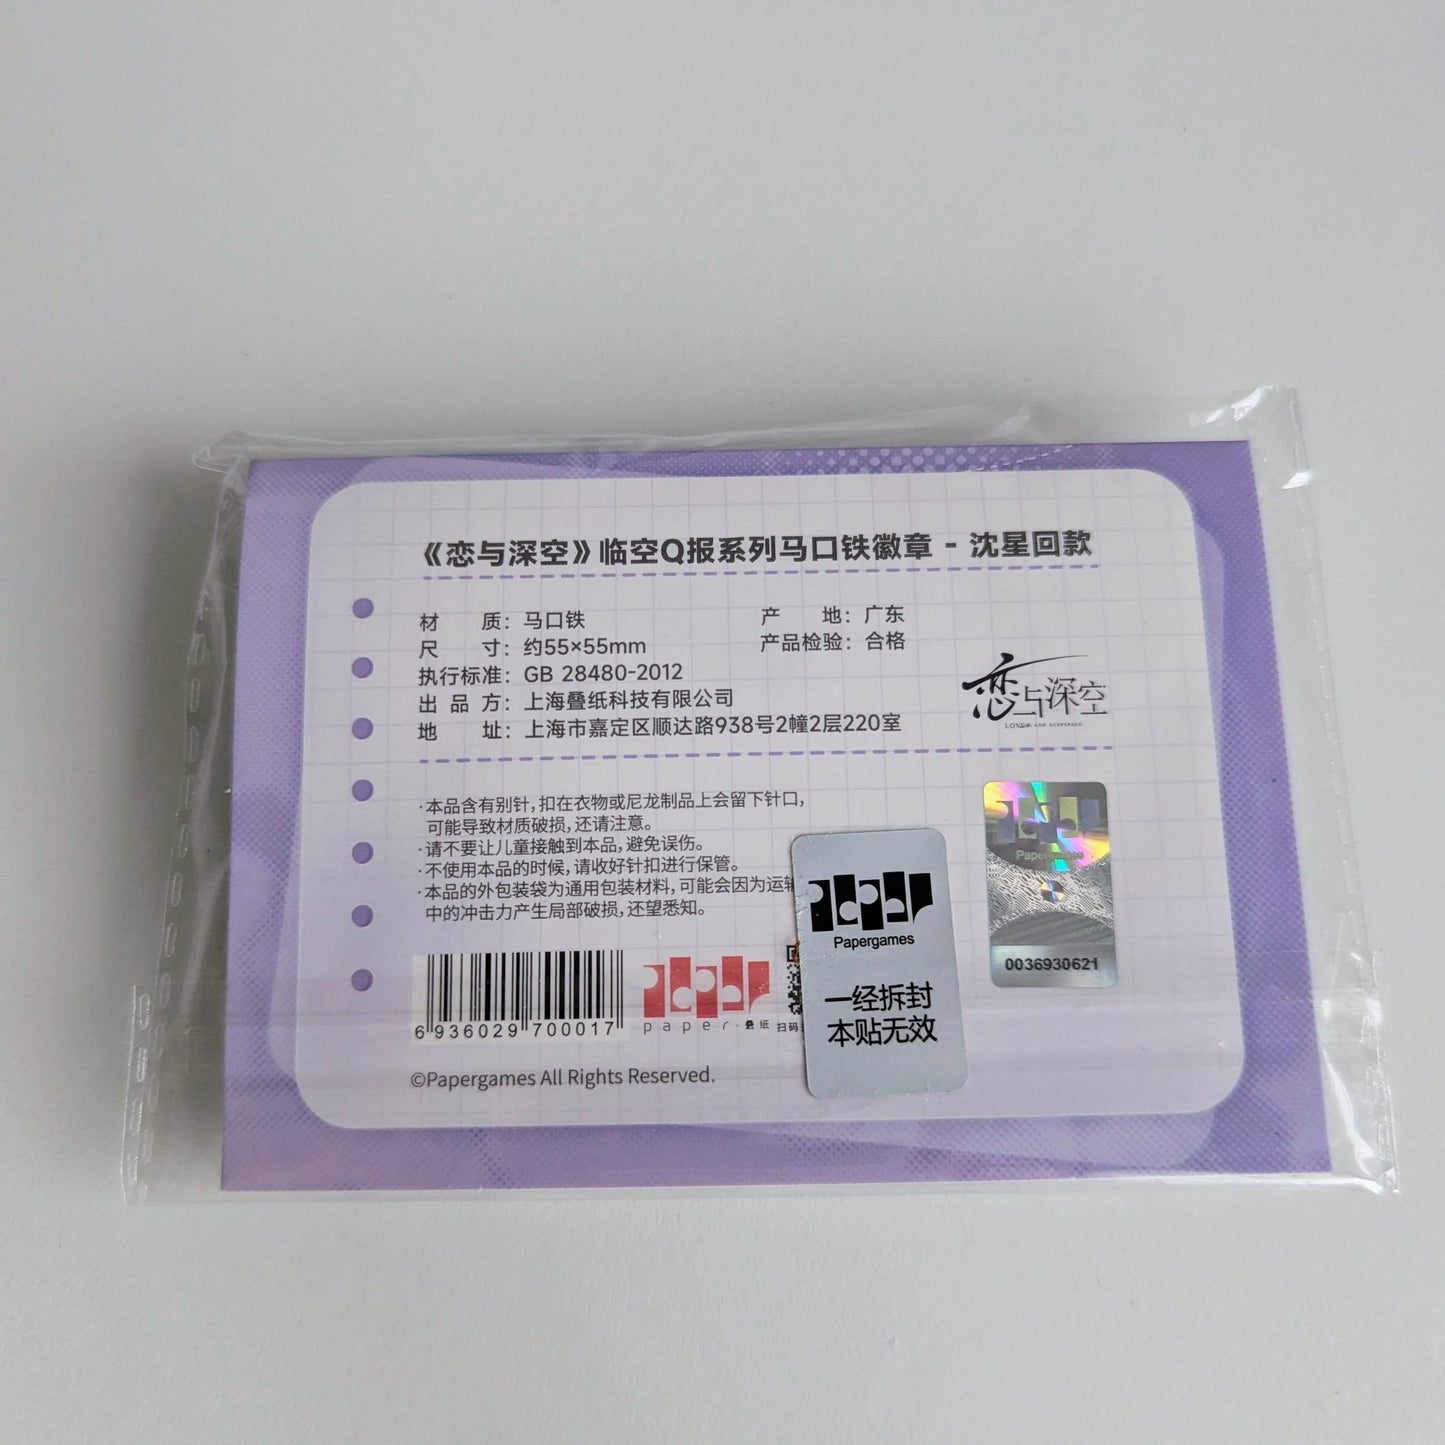 《恋与深空》临空Q报系列马口铁徽章 - 沈星回款
材 质：马口铁 产 地：广东
尺 寸：约55×55mm 产品检验：合格
执行标准：GB 28480-2012
出 品 方：上海叠纸科技有限公司
地 址：上海市嘉定区顺达路938号2幢2层220室
恋与深空
LOVE AND DEEPSPACE
·本品含有别针，扣在衣物或尼龙制品上会留下针口，
可能导致材质破损，还请注意。
·请不要让儿童接触到本品，避免误伤。
·不使用本品的时候，请收好针扣进行保管。
·本品的外包装袋为通用包装材料，可能会因为运输
中的冲击力产生局部破损，还望悉知。
Papergames
0036930621
Papergames
一经拆封
本贴无效
6 936029 700017
paper·叠纸
扫码
©Papergames All Rights Reserved.